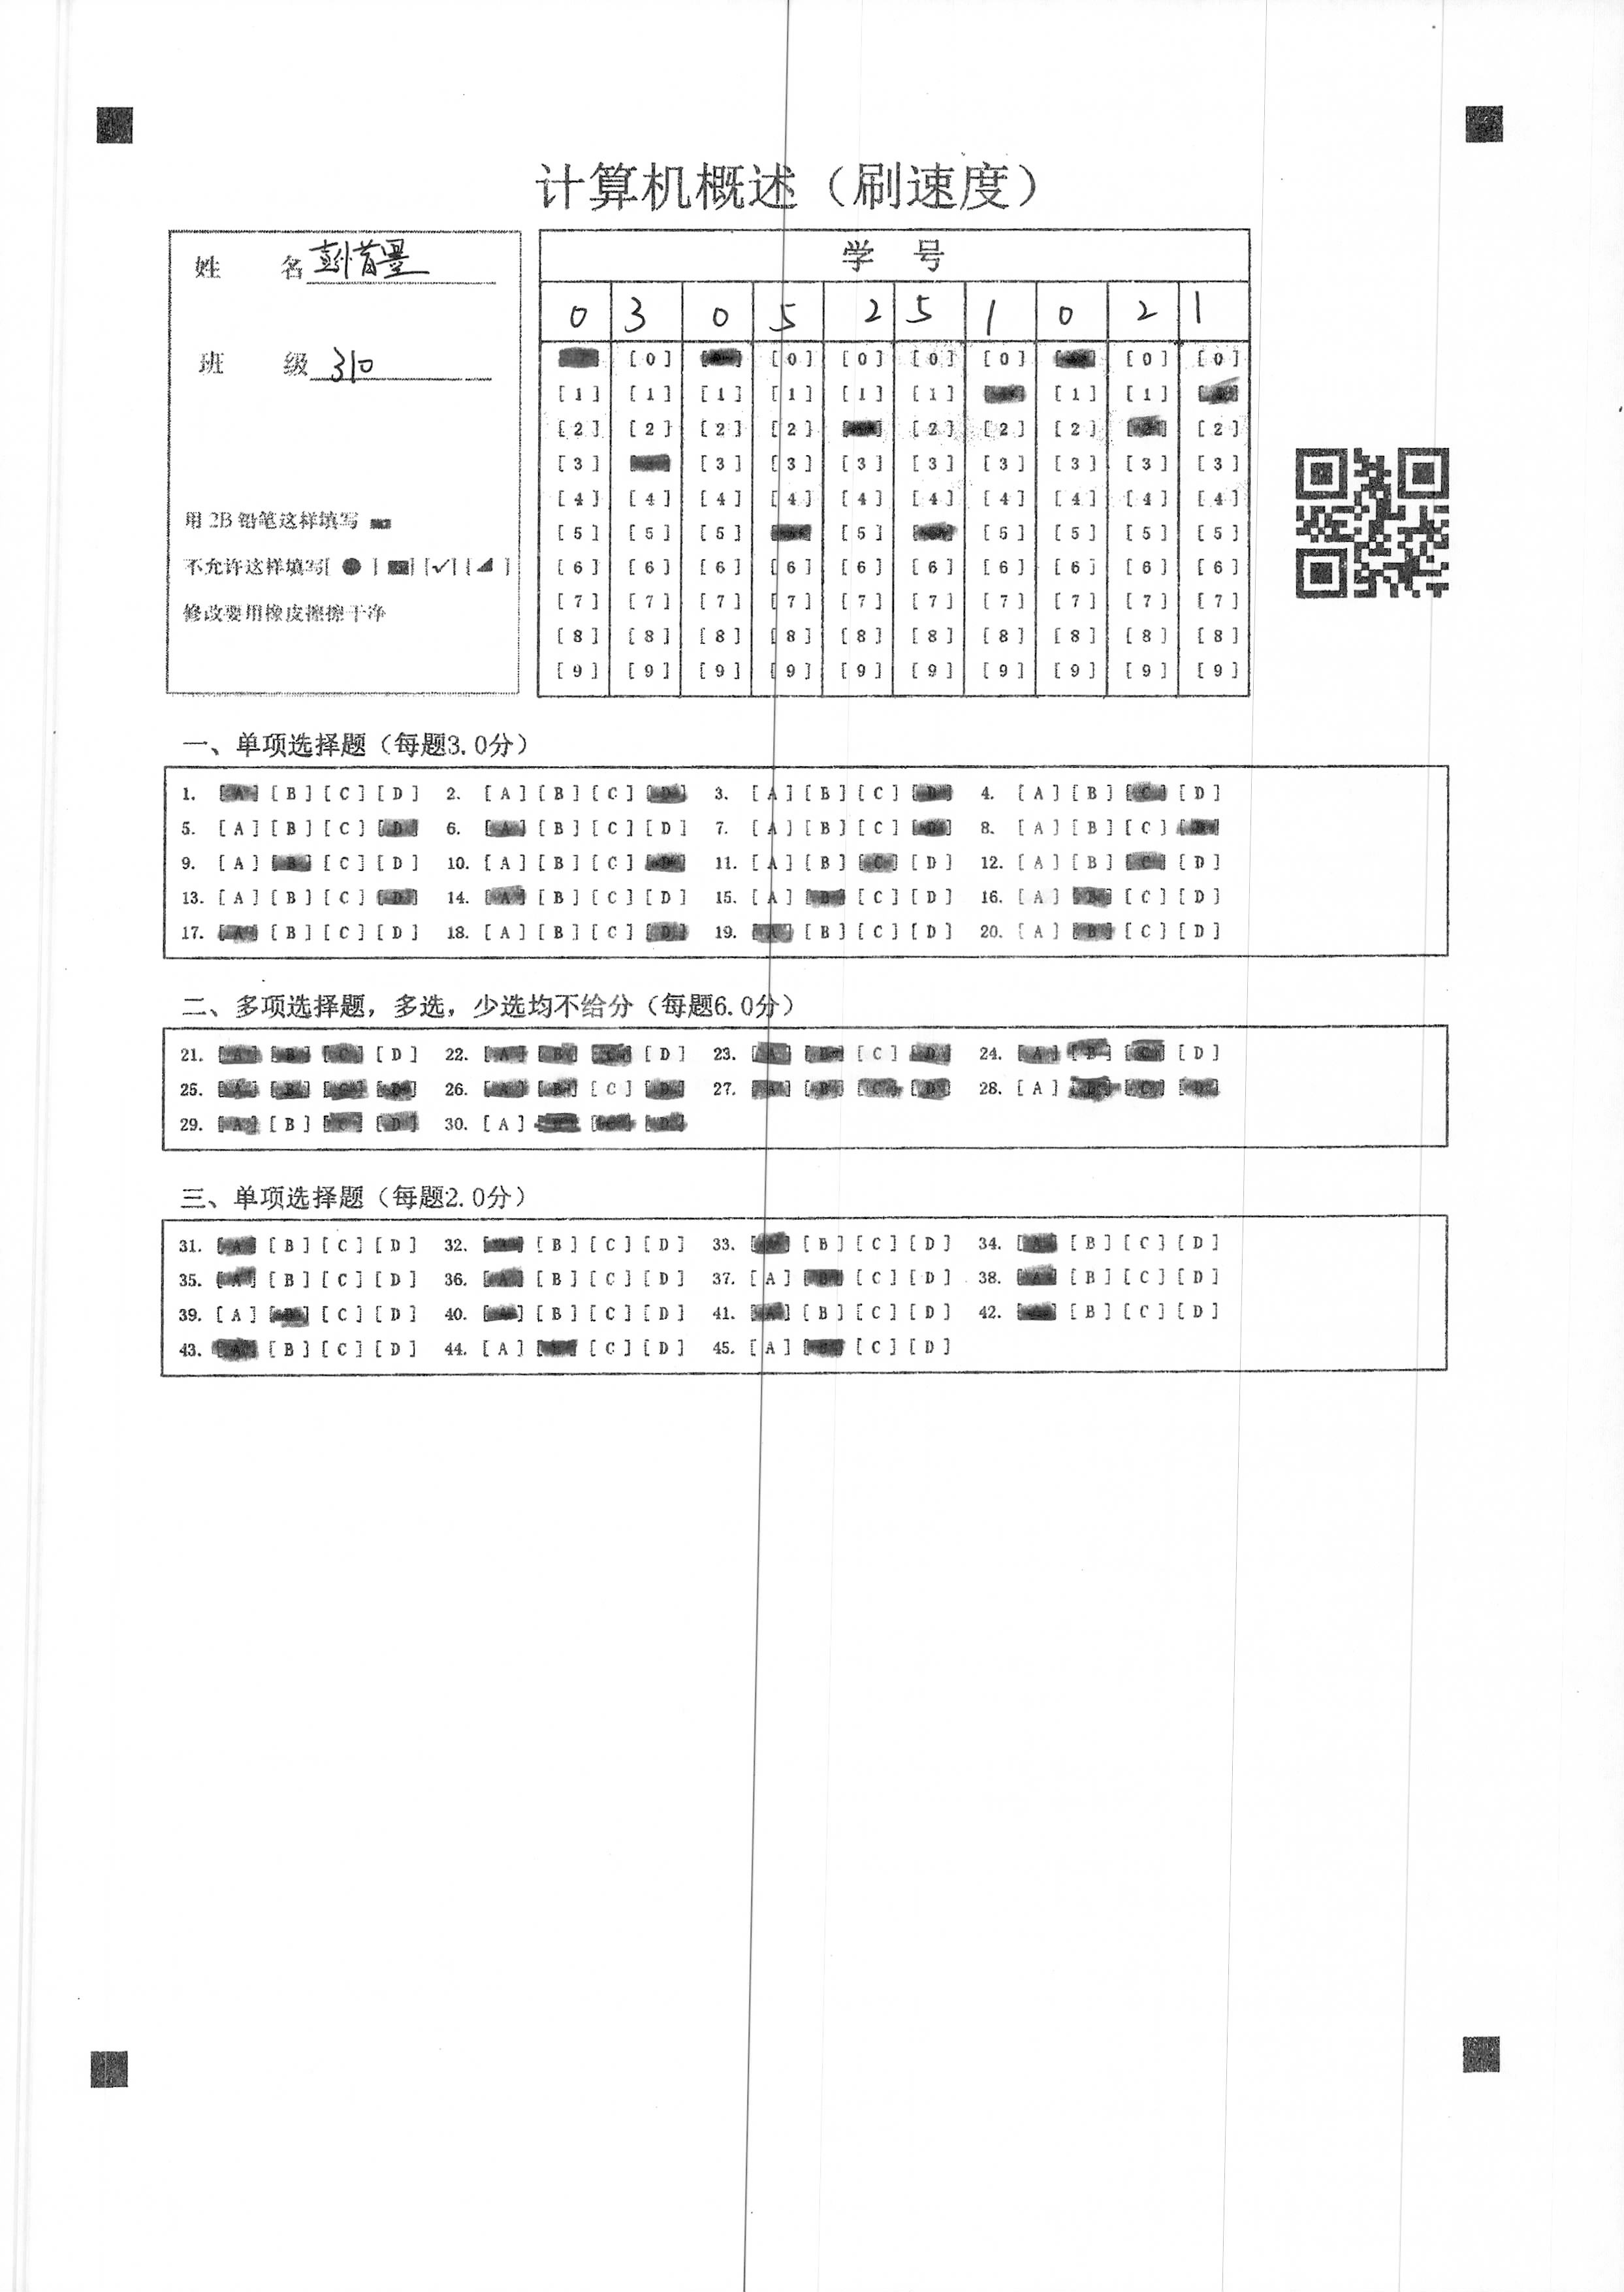 计算机概述（刷速度）
姓 名 彭首墨
班 级 310
用 2B 铅笔这样填写
不允许这样填写[ ● ] [■] [✓] [◢ ]
修改要用橡皮擦擦干净
学 号
0 3 0 5 2 5 1 0 2 1
[0] [0] [0] [0] [0] [0] [0]
[1] [1] [1] [1] [1] [1] [1] [1]
[2] [2] [2] [2] [2] [2] [2] [2] [2]
[3] [3] [3] [3] [3] [3] [3] [3] [3]
[4] [4] [4] [4] [4] [4] [4] [4] [4] [4]
[5] [5] [5] [5] [5] [5] [5] [5]
[6] [6] [6] [6] [6] [6] [6] [6] [6] [6]
[7] [7] [7] [7] [7] [7] [7] [7] [7] [7]
[8] [8] [8] [8] [8] [8] [8] [8] [8] [8]
[9] [9] [9] [9] [9] [9] [9] [9] [9] [9]
一、单项选择题（每题3.0分）
1. [A] [B] [C] [D] 2. [A] [B] [C] [D] 3. [A] [B] [C] [D] 4. [A] [B] [C] [D]
5. [A] [B] [C] [D] 6. [A] [B] [C] [D] 7. [A] [B] [C] [D] 8. [A] [B] [C] [D]
9. [A] [B] [C] [D] 10. [A] [B] [C] [D] 11. [A] [B] [C] [D] 12. [A] [B] [C] [D]
13. [A] [B] [C] [D] 14. [A] [B] [C] [D] 15. [A] [B] [C] [D] 16. [A] [B] [C] [D]
17. [A] [B] [C] [D] 18. [A] [B] [C] [D] 19. [A] [B] [C] [D] 20. [A] [B] [C] [D]
二、多项选择题，多选，少选均不给分（每题6.0分）
21. [A] [B] [C] [D] 22. [A] [B] [C] [D] 23. [A] [B] [C] [D] 24. [A] [B] [C] [D]
25. [A] [B] [C] [D] 26. [A] [B] [C] [D] 27. [A] [B] [C] [D] 28. [A] [B] [C] [D]
29. [A] [B] [C] [D] 30. [A] [B] [C] [D]
三、单项选择题（每题2.0分）
31. [A] [B] [C] [D] 32. [A] [B] [C] [D] 33. [A] [B] [C] [D] 34. [A] [B] [C] [D]
35. [A] [B] [C] [D] 36. [A] [B] [C] [D] 37. [A] [B] [C] [D] 38. [A] [B] [C] [D]
39. [A] [B] [C] [D] 40. [A] [B] [C] [D] 41. [A] [B] [C] [D] 42. [A] [B] [C] [D]
43. [A] [B] [C] [D] 44. [A] [B] [C] [D] 45. [A] [B] [C] [D]